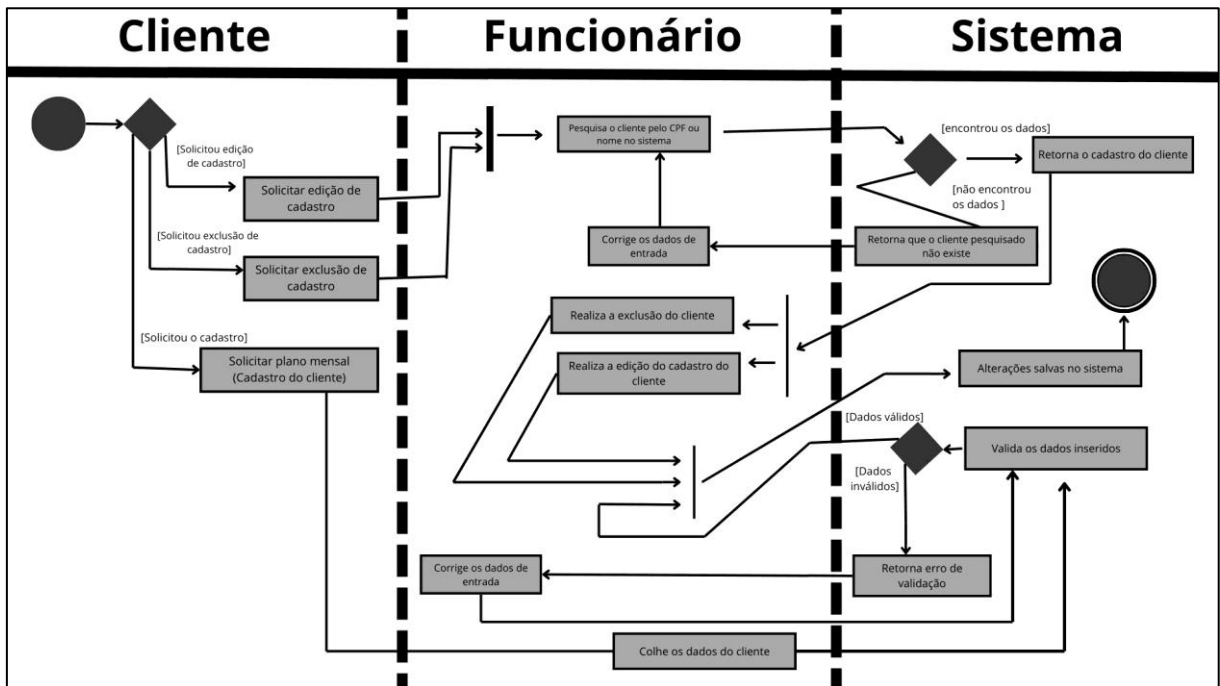 Cliente
Funcionário
Sistema
[Solicitou edição
de cadastro]
Solicitar edição de
cadastro
[Solicitou exclusão de
cadastro]
Solicitar exclusão de
cadastro
[Solicitou o cadastro]
Solicitar plano mensal
(Cadastro do cliente)
Pesquisa o cliente pelo CPF ou
nome no sistema
Corrige os dados de
entrada
Realiza a exclusão do cliente
Realiza a edição do cadastro do
cliente
Corrige os dados de
entrada
Colhe os dados do cliente
[encontrou os dados]
Retorna o cadastro do cliente
[não encontrou
os dados ]
Retorna que o cliente pesquisado
não existe
Alterações salvas no sistema
[Dados válidos]
Valida os dados inseridos
[Dados
inválidos]
Retorna erro de
validação